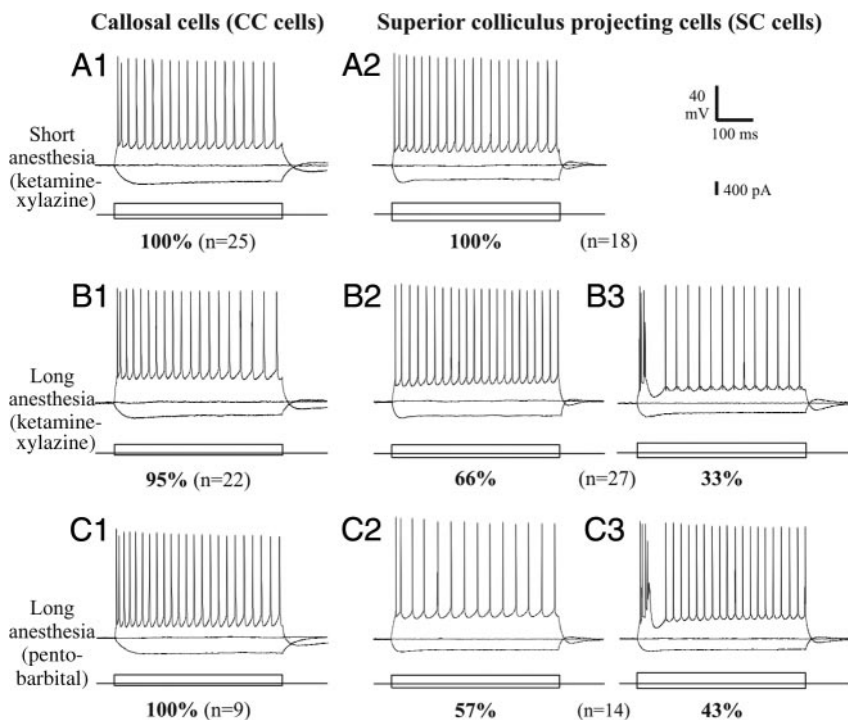 Callosal cells (CC cells)
Superior colliculus projecting cells (SC cells)
A1
A2
40
mV
100 ms
400 pA
Short
anesthesia
(ketamine-
xylazine)
100% (n=25)
100%
(n=18)
B1
B2
B3
Long
anesthesia
(ketamine-
xylazine)
95% (n=22)
66%
(n=27)
33%
C1
C2
C3
Long
anesthesia
(pento-
barbital)
100% (n=9)
57%
(n=14)
43%